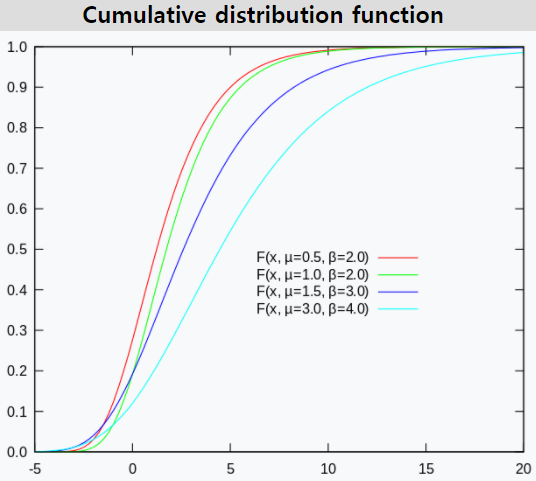 Cumulative distribution function
1.0
0.9
0.8
0.7
0.6
0.5
0.4
0.3
0.2
0.1
0.0
F(x, μ=0.5, β=2.0)
F(x, μ=1.0, β=2.0)
F(x, μ=1.5, β=3.0)
F(x, μ=3.0, β=4.0)
-5 0 5 10 15 20